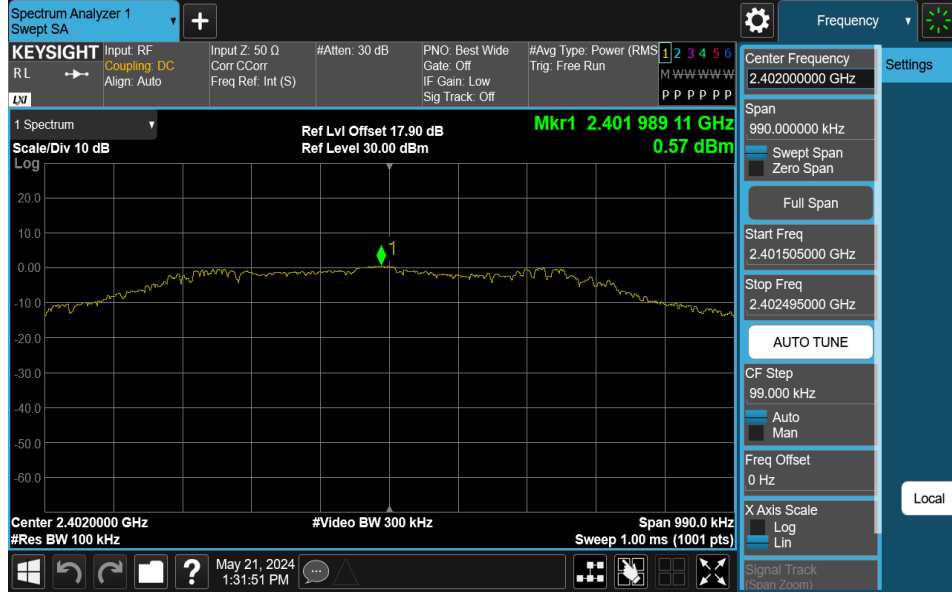 Spectrum Analyzer 1
Swept SA
Frequency
KEYSIGHT
R L
LXI
Input: RF
Coupling: DC
Align: Auto
Input Z: 50 Ω
Corr CCorr
Freq Ref: Int (S)
#Atten: 30 dB
PNO: Best Wide
Gate: Off
IF Gain: Low
Sig Track: Off
#Avg Type: Power (RMS
Trig: Free Run
1 2 3 4 5 6
M W W W W W
P P P P P P
1 Spectrum
Scale/Div 10 dB
Log
Ref Lvl Offset 17.90 dB
Ref Level 30.00 dBm
Mkr1 2.401 989 11 GHz
0.57 dBm
20.0
10.0
0.00
-10.0
-20.0
-30.0
-40.0
-50.0
-60.0
1
Center 2.4020000 GHz
#Res BW 100 kHz
#Video BW 300 kHz
Span 990.0 kHz
Sweep 1.00 ms (1001 pts)
Center Frequency
2.402000000 GHz
Span
990.000000 kHz
Swept Span
Zero Span
Full Span
Start Freq
2.401505000 GHz
Stop Freq
2.402495000 GHz
AUTO TUNE
CF Step
99.000 kHz
Auto
Man
Freq Offset
0 Hz
X Axis Scale
Log
Lin
Signal Track
(Span Zoom)
Settings
Local
?
May 21, 2024
1:31:51 PM